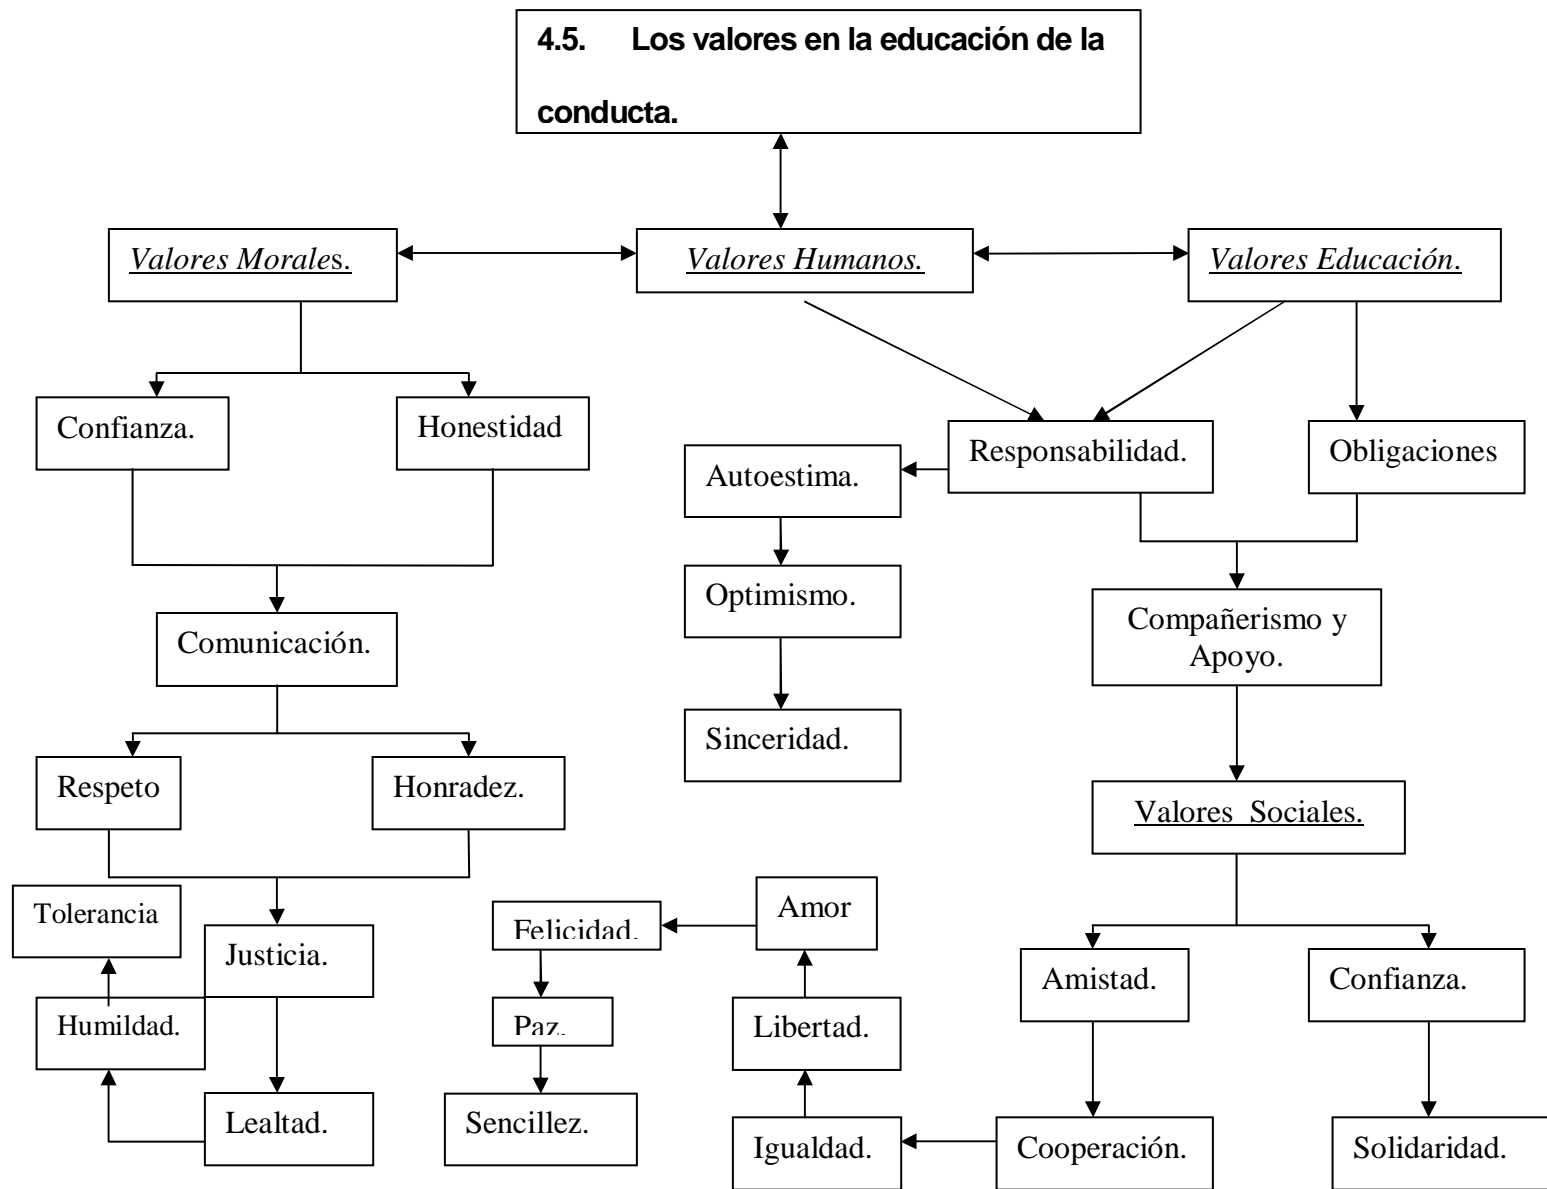 4.5. Los valores en la educación de la
conducta.
Valores Morales.
Valores Humanos.
Valores Educación.
Confianza.
Honestidad
Responsabilidad.
Obligaciones
Autoestima.
Optimismo.
Compañerismo y
Apoyo.
Comunicación.
Sinceridad.
Respeto
Honradez.
Valores Sociales.
Tolerancia
Felicidad.
Amor
Justicia.
Amistad.
Confianza.
Humildad.
Paz.
Libertad.
Lealtad.
Sencillez.
Igualdad.
Cooperación.
Solidaridad.